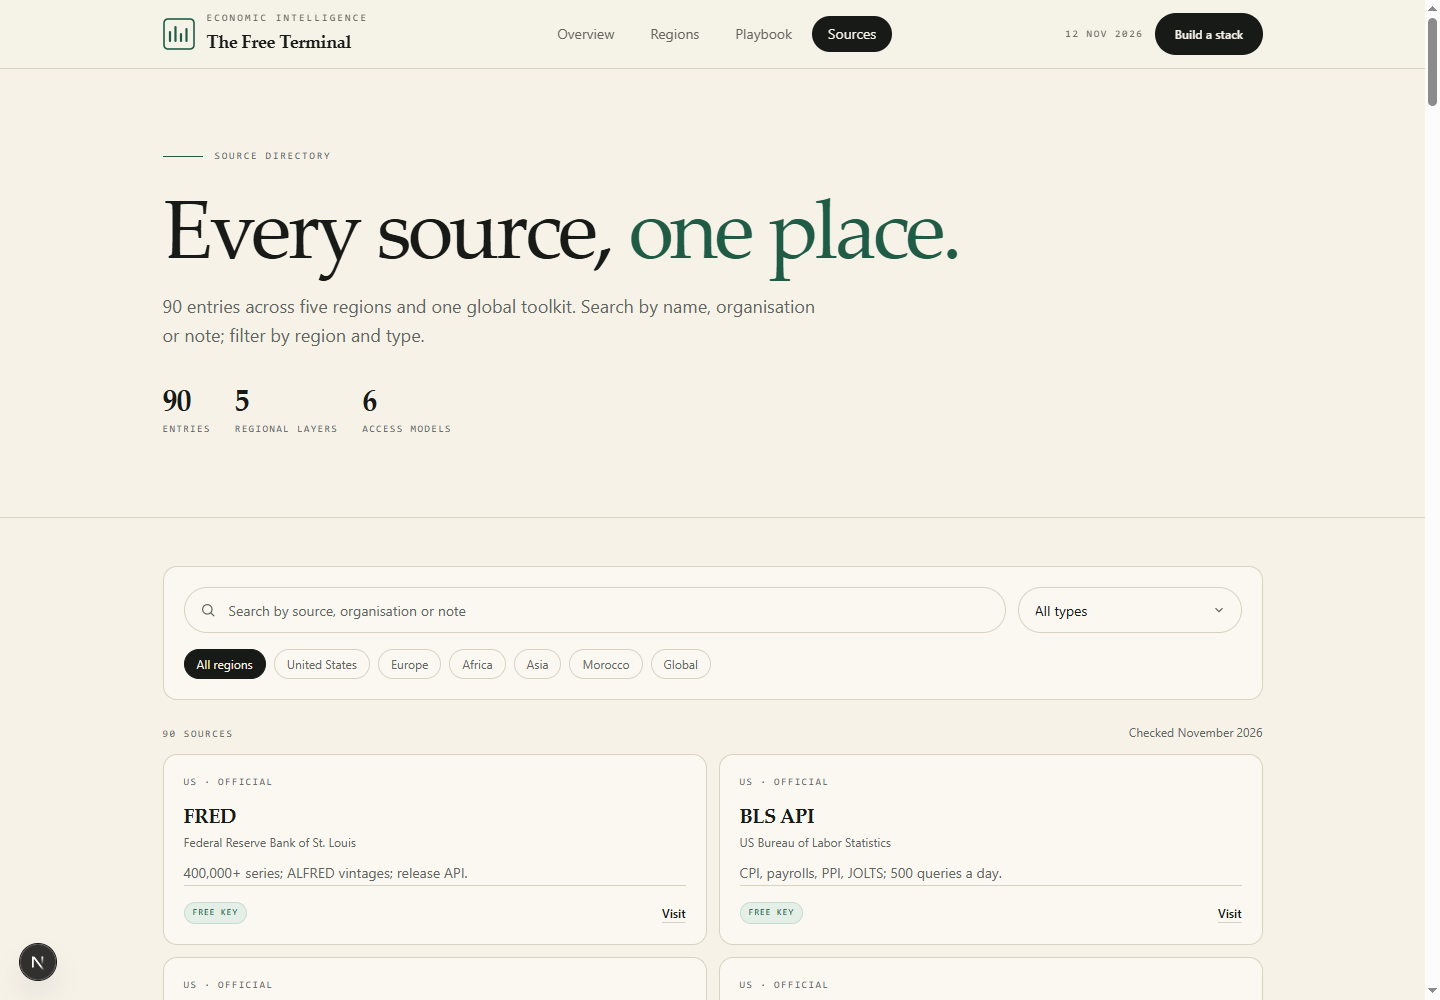 ECONOMIC INTELLIGENCE
The Free Terminal
Overview
Regions
Playbook
Sources
12 NOV 2026
Build a stack
SOURCE DIRECTORY
Every source, one place.
90 entries across five regions and one global toolkit. Search by name, organisation
or note; filter by region and type.
90
ENTRIES
5
REGIONAL LAYERS
6
ACCESS MODELS
Search by source, organisation or note
All types
All regions
United States
Europe
Africa
Asia
Morocco
Global
90 SOURCES
Checked November 2026
US · OFFICIAL
FRED
Federal Reserve Bank of St. Louis
400,000+ series; ALFRED vintages; release API.
FREE KEY
Visit
US · OFFICIAL
BLS API
US Bureau of Labor Statistics
CPI, payrolls, PPI, JOLTS; 500 queries a day.
FREE KEY
Visit
US · OFFICIAL
US · OFFICIAL
N